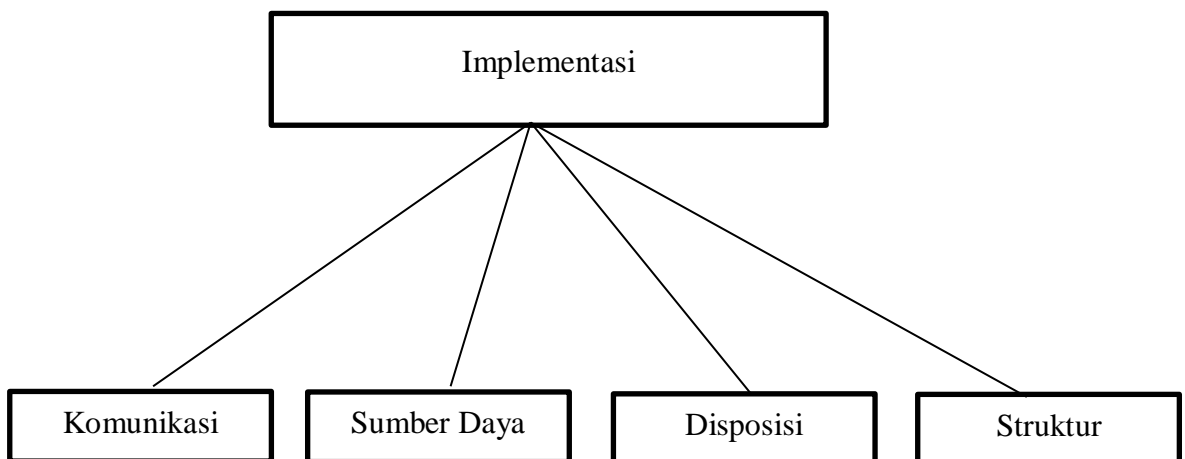 Implementasi
Komunikasi
Sumber Daya
Disposisi
Struktur